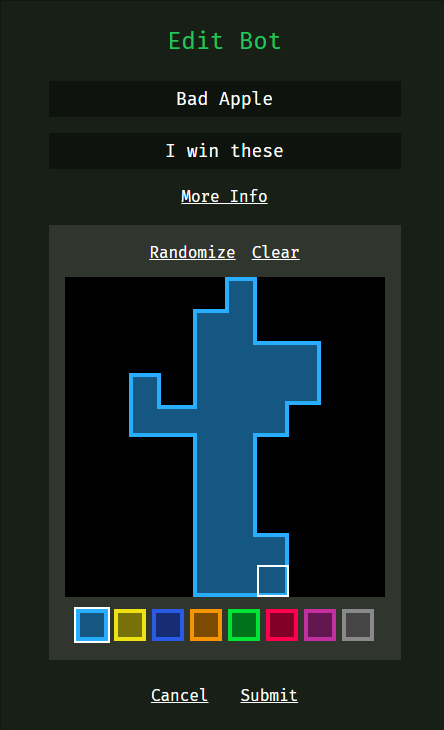 Edit Bot
Bad Apple
I win these
More Info
Randomize Clear
Cancel Submit